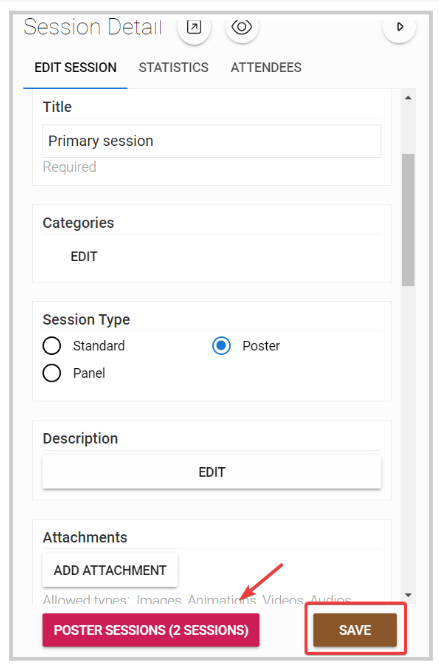 Session Detail
EDIT SESSION STATISTICS ATTENDEES
Title
Primary session
Required
Categories
EDIT
Session Type
Standard Poster
Panel
Description
EDIT
Attachments
ADD ATTACHMENT
Allowed types: Images, Animations, Videos, Audios,
POSTER SESSIONS (2 SESSIONS) SAVE